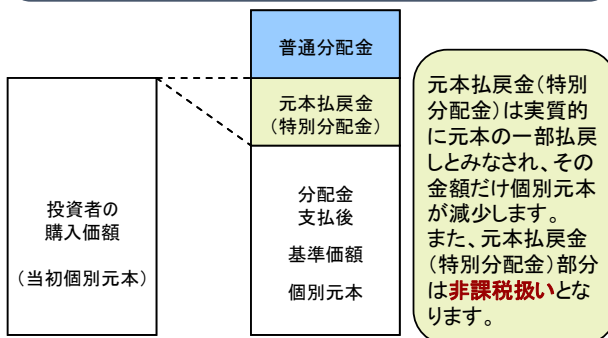 普通分配金
元本払戻金
(特別分配金)
投資者の
購入価額
(当初個別元本)
分配金
支払後
基準価額
個別元本
元本払戻金(特別
分配金)は実質的
に元本の一部払戻
しとみなされ、その
金額だけ個別元本
が減少します。
また、元本払戻金
(特別分配金)部分
は非課税扱いとな
ります。